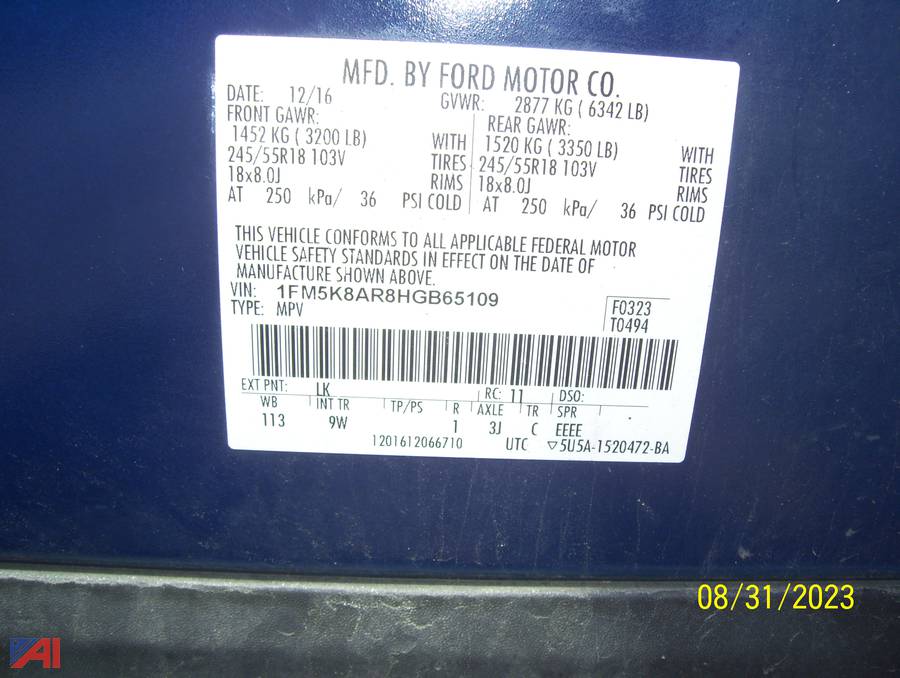 MFD. BY FORD MOTOR CO.
DATE: 12/16 GVWR: 2877 KG ( 6342 LB)
FRONT GAWR: REAR GAWR:
1452 KG ( 3200 LB) WITH 1520 KG ( 3350 LB) WITH
245/55R18 103V TIRES 245/55R18 103V TIRES
18x8.0J RIMS 18x8.0J RIMS
AT 250 kPa/ 36 PSI COLD AT 250 kPa/ 36 PSI COLD
THIS VEHICLE CONFORMS TO ALL APPLICABLE FEDERAL MOTOR
VEHICLE SAFETY STANDARDS IN EFFECT ON THE DATE OF
MANUFACTURE SHOWN ABOVE.
VIN: 1FM5K8AR8HGB65109 F0323
TYPE: MPV T0494
EXT PNT: LK RC: 11 DSO:
WB INT TR TP/PS R AXLE TR SPR
113 9W 1 3J C EEEE
1201612066710 UTC ▽5U5A-1520472-BA
08/31/2023
AI